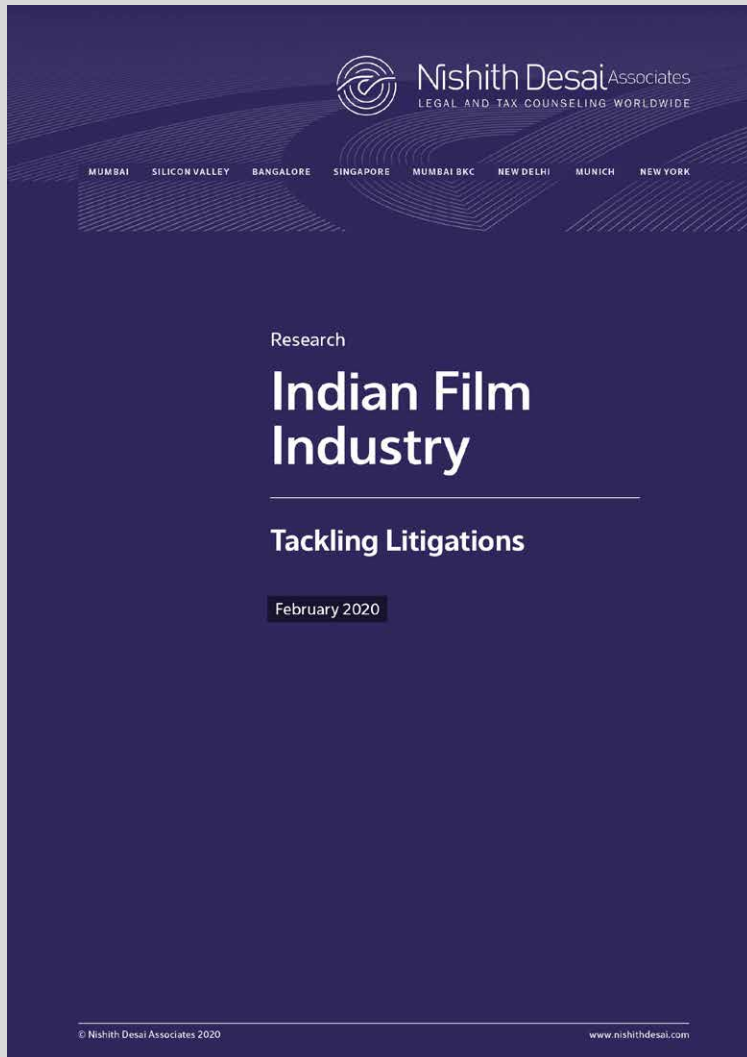 Nishith Desai Associates
LEGAL AND TAX COUNSELING WORLDWIDE
MUMBAI SILICON VALLEY BANGALORE SINGAPORE MUMBAI BKC NEW DELHI MUNICH NEW YORK
Research
Indian Film
Industry
Tackling Litigations
February 2020
© Nishith Desai Associates 2020 www.nishithdesai.com